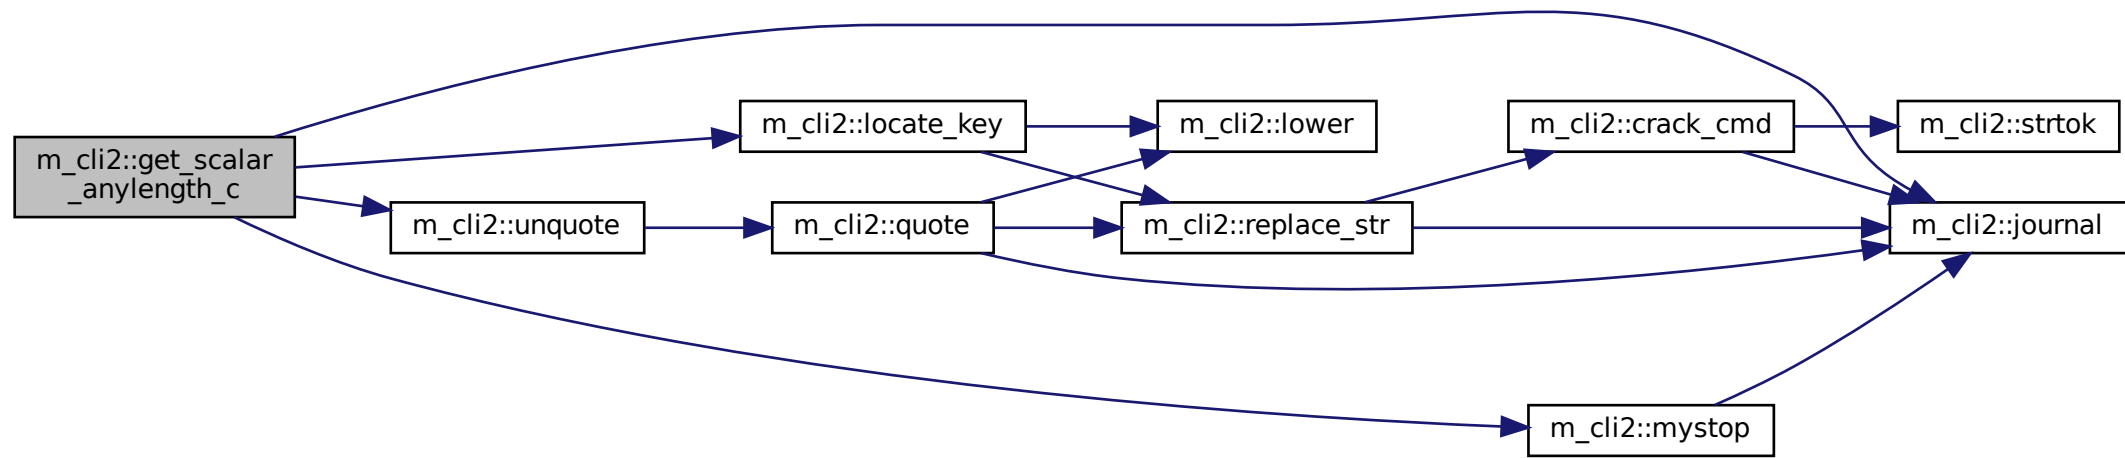 m_cli2::get_scalar
_anylength_c
m_cli2::locate_key
m_cli2::lower
m_cli2::crack_cmd
m_cli2::strtok
m_cli2::unquote
m_cli2::quote
m_cli2::replace_str
m_cli2::journal
m_cli2::mystop